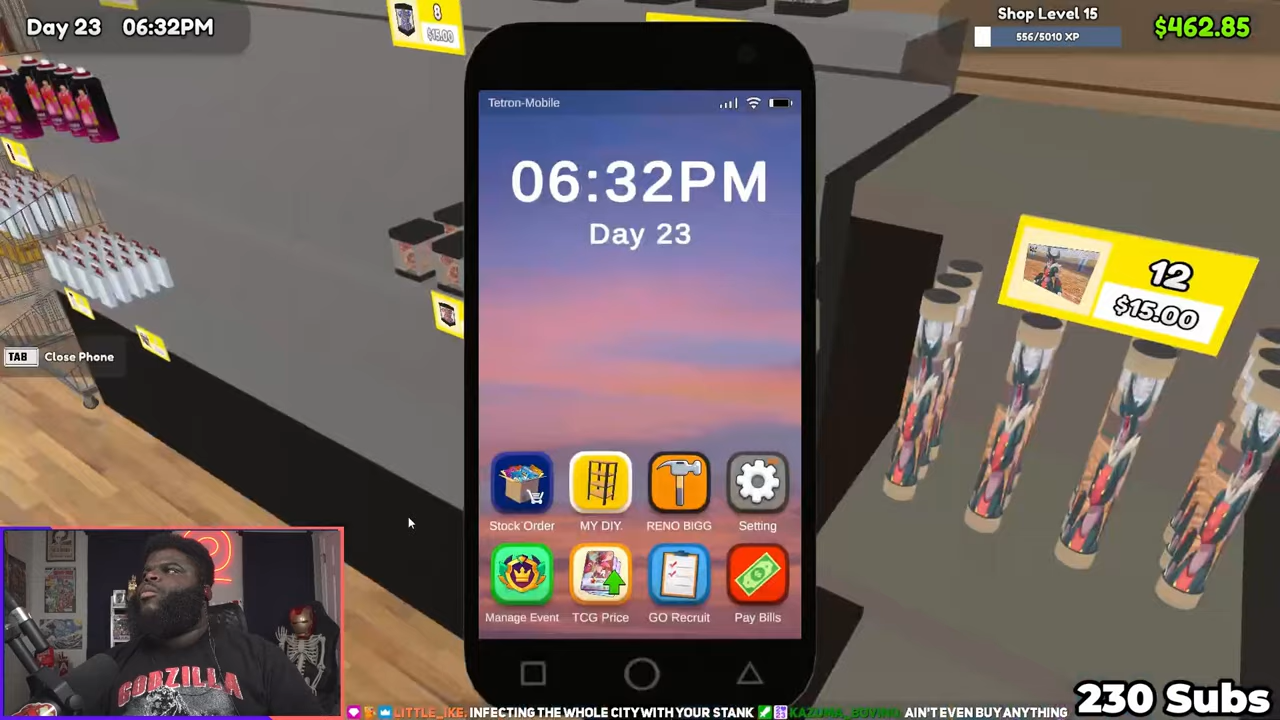 Day 23 06:32PM
8
$15.00
Shop Level 15
556/5010 XP
$462.85
Tetron-Mobile
06:32PM
Day 23
12
$15.00
TAB Close Phone
Stock Order
MY DIY.
RENO BIGG
Setting
Manage Event
TCG Price
GO Recruit
Pay Bills
GORZILLA
230 Subs
LITTLE_IKE: INFECTING THE WHOLE CITY WITH YOUR STANK
AIN'T EVEN BUY ANYTHING